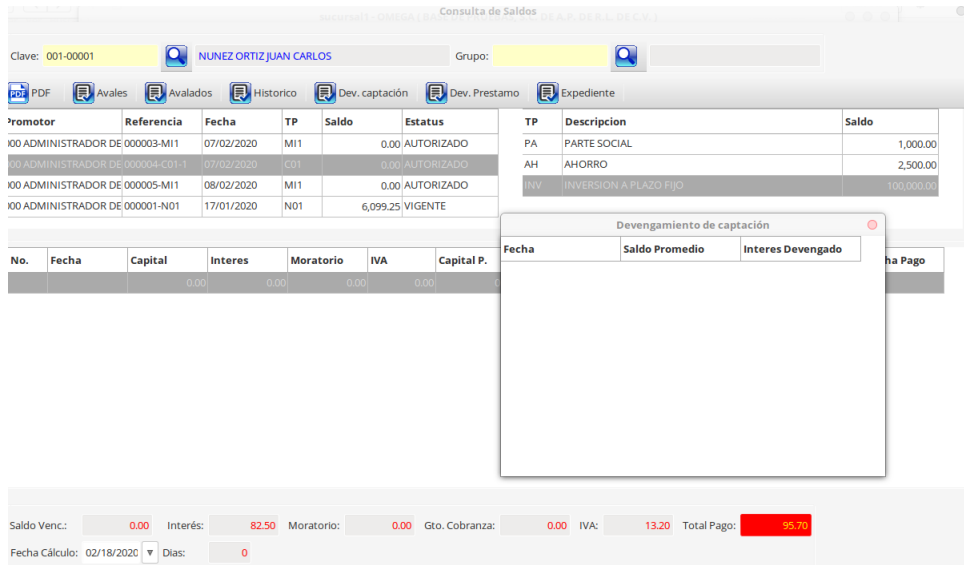 Consulta de Saldos
Clave: 001-00001 NUNEZ ORTIZ JUAN CARLOS Grupo:
PDF Avales Avalados Historico Dev. captación Dev. Prestamo Expediente
Promotor Referencia Fecha TP Saldo Estatus
000 ADMINISTRADOR DE 000003-MI1 07/02/2020 MI1 0.00 AUTORIZADO
000 ADMINISTRADOR DE 000004-C01-1 07/02/2020 C01 0.00 AUTORIZADO
000 ADMINISTRADOR DE 000005-MI1 08/02/2020 MI1 0.00 AUTORIZADO
000 ADMINISTRADOR DE 000001-N01 17/01/2020 N01 6,099.25 VIGENTE
TP Descripcion Saldo
PA PARTE SOCIAL 1,000.00
AH AHORRO 2,500.00
INV INVERSION A PLAZO FIJO 100,000.00
No. Fecha Capital Interes Moratorio IVA Capital P. ha Pago
0.00 0.00 0.00 0.00 0
Devengamiento de captación
Fecha Saldo Promedio Interes Devengado
Saldo Venc.: 0.00 Interés: 82.50 Moratorio: 0.00 Gto. Cobranza: 0.00 IVA: 13.20 Total Pago: 95.70
Fecha Cálculo: 02/18/2020 Dias: 0